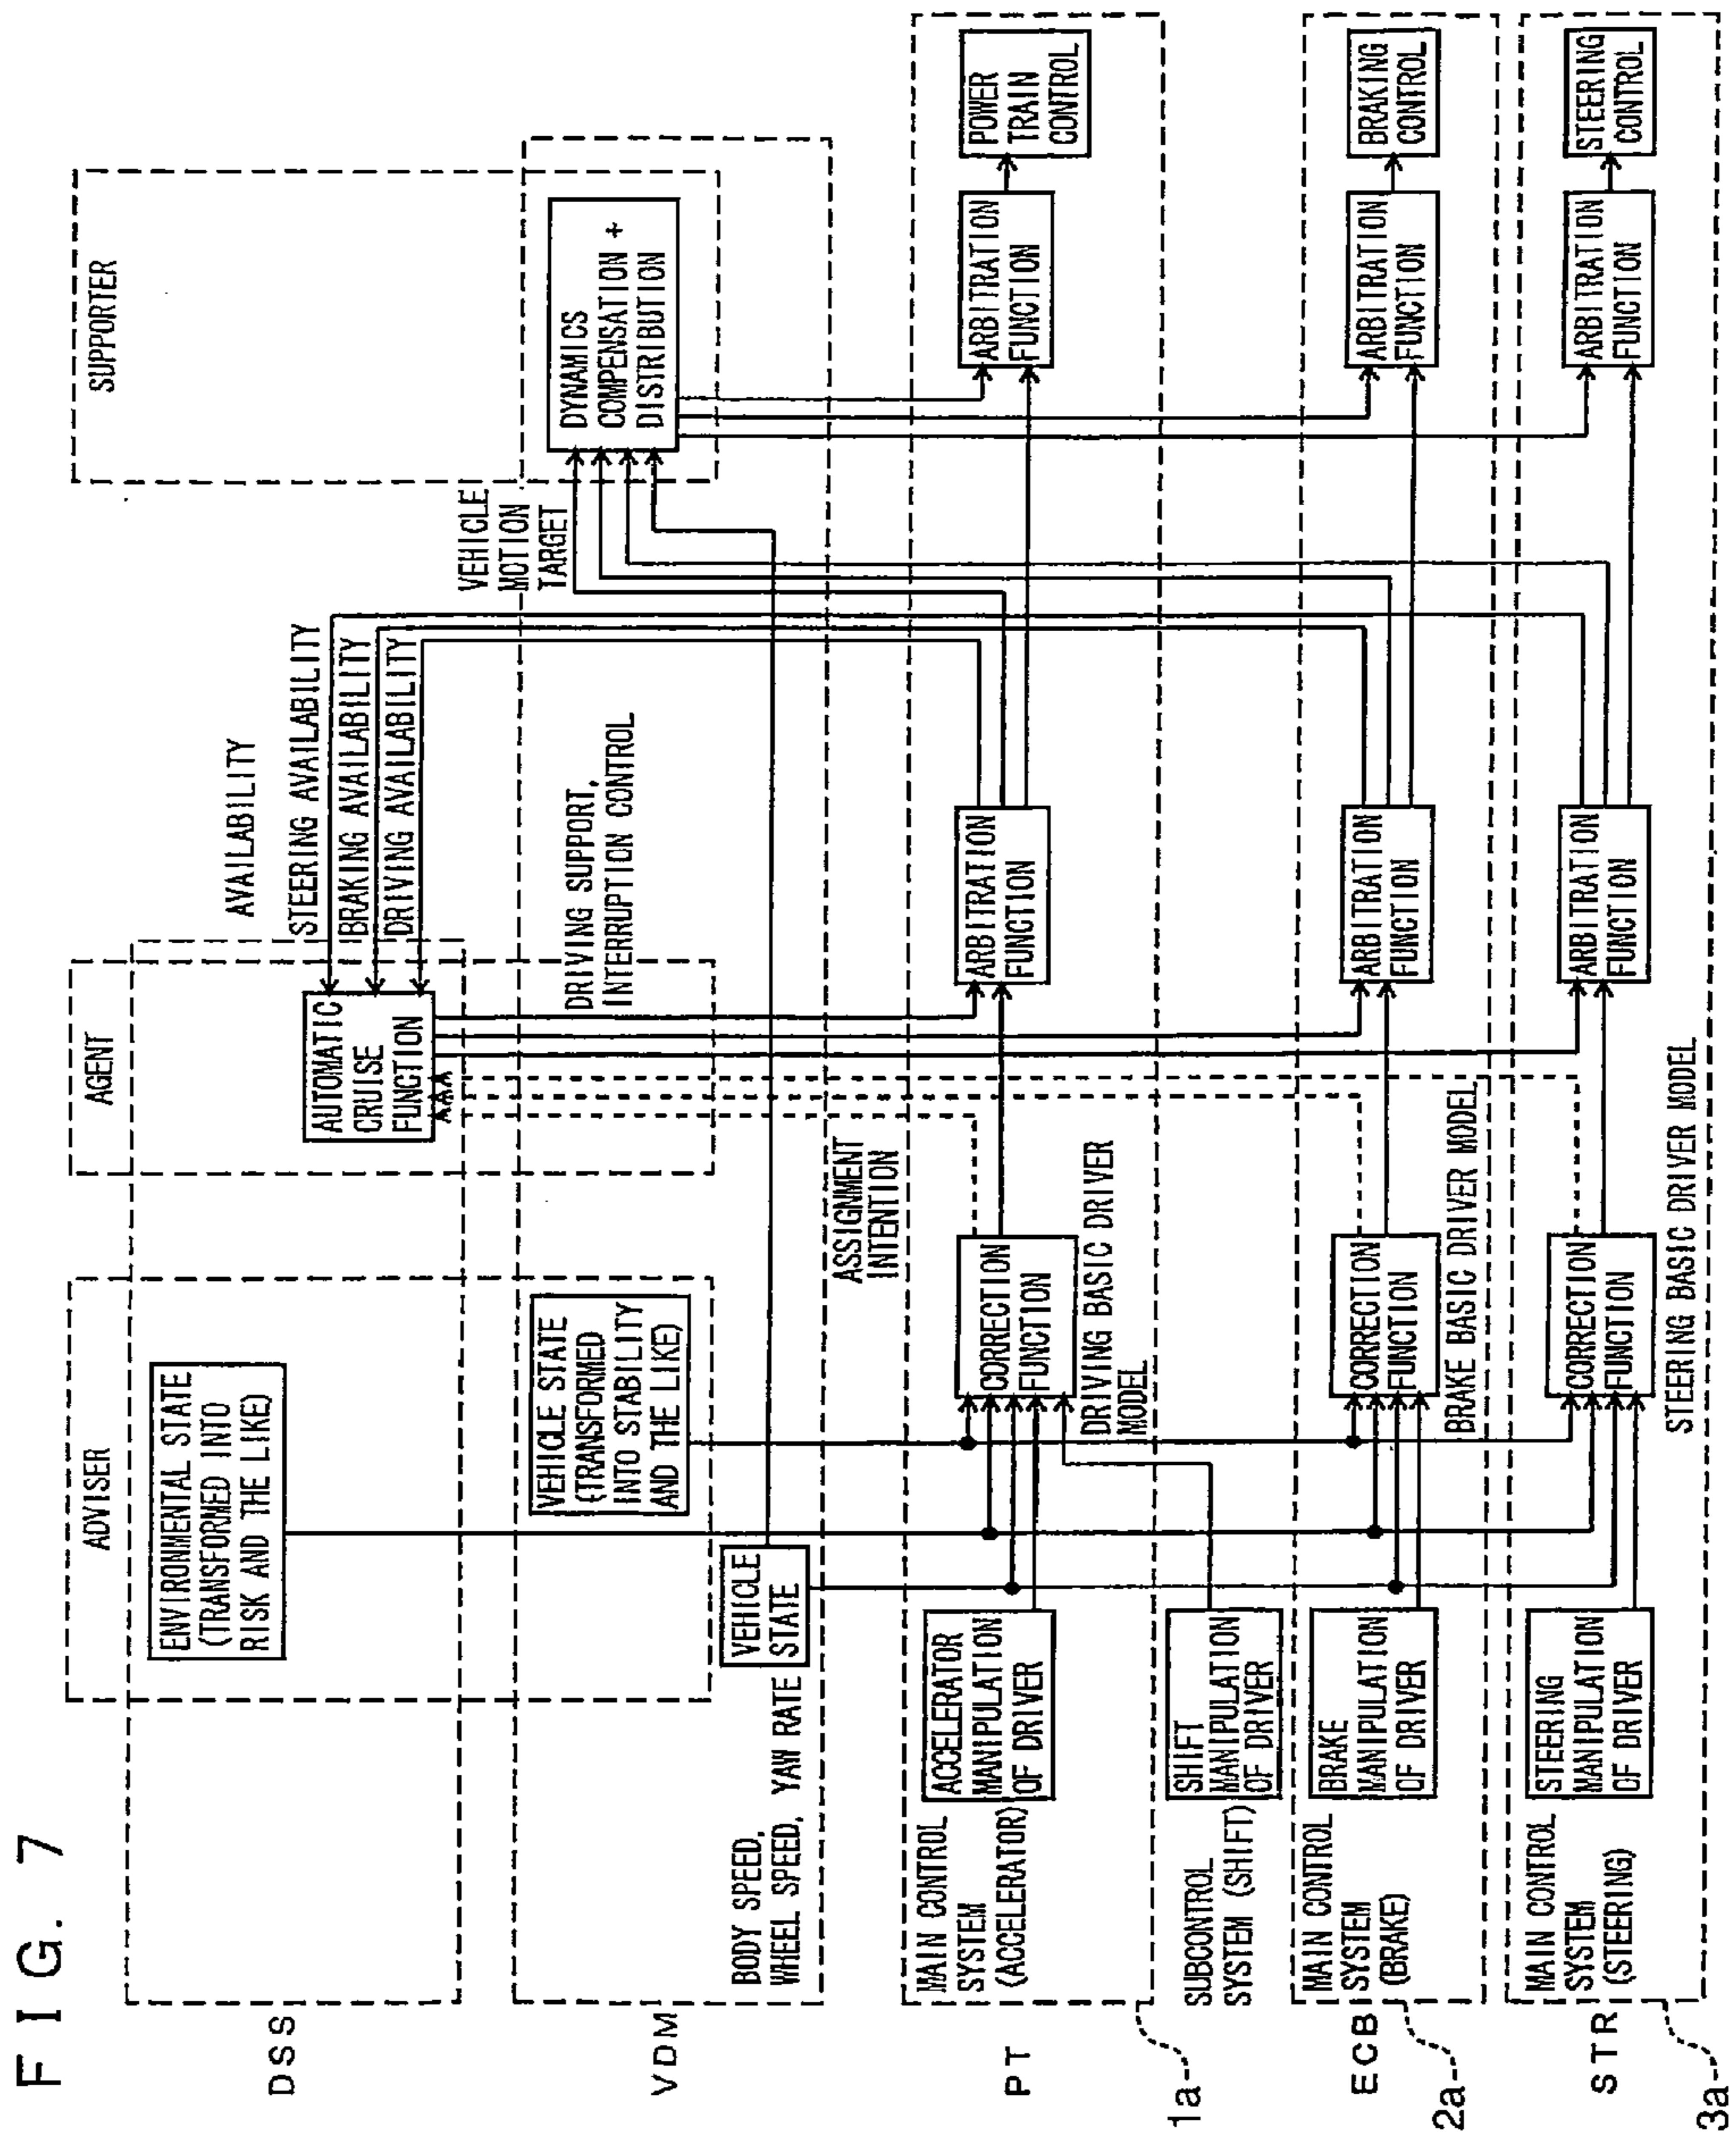 FIG. 7
ADVISER
AGENT
SUPPORTER
DSS
ENVIRONMENTAL STATE
(TRANSFORMED INTO
RISK AND THE LIKE)
AUTOMATIC
CRUISE
FUNCTION
AVAILABILITY
STEERING AVAILABILITY
BRAKING AVAILABILITY
DRIVING AVAILABILITY
VDM
VEHICLE STATE
(TRANSFORMED
INTO STABILITY
AND THE LIKE)
DRIVING SUPPORT,
INTERRUPTION CONTROL
VEHICLE
MOTION
TARGET
DYNAMICS
COMPENSATION +
DISTRIBUTION
BODY SPEED,
WHEEL SPEED, YAW RATE
VEHICLE
STATE
ASSIGNMENT
INTENTION
PT
1a
MAIN CONTROL
SYSTEM
(ACCELERATOR)
ACCELERATOR
MANIPULATION
OF DRIVER
CORRECTION
FUNCTION
DRIVING BASIC DRIVER
MODEL
ARBITRATION
FUNCTION
ARBITRATION
FUNCTION
POWER
TRAIN
CONTROL
SUBCONTROL
SYSTEM (SHIFT)
SHIFT
MANIPULATION
OF DRIVER
ECB
2a
MAIN CONTROL
SYSTEM
(BRAKE)
BRAKE
MANIPULATION
OF DRIVER
CORRECTION
FUNCTION
BRAKE BASIC DRIVER MODEL
ARBITRATION
FUNCTION
ARBITRATION
FUNCTION
BRAKING
CONTROL
STR
3a
MAIN CONTROL
SYSTEM
(STEERING)
STEERING
MANIPULATION
OF DRIVER
CORRECTION
FUNCTION
STEERING BASIC DRIVER MODEL
ARBITRATION
FUNCTION
ARBITRATION
FUNCTION
STEERING
CONTROL